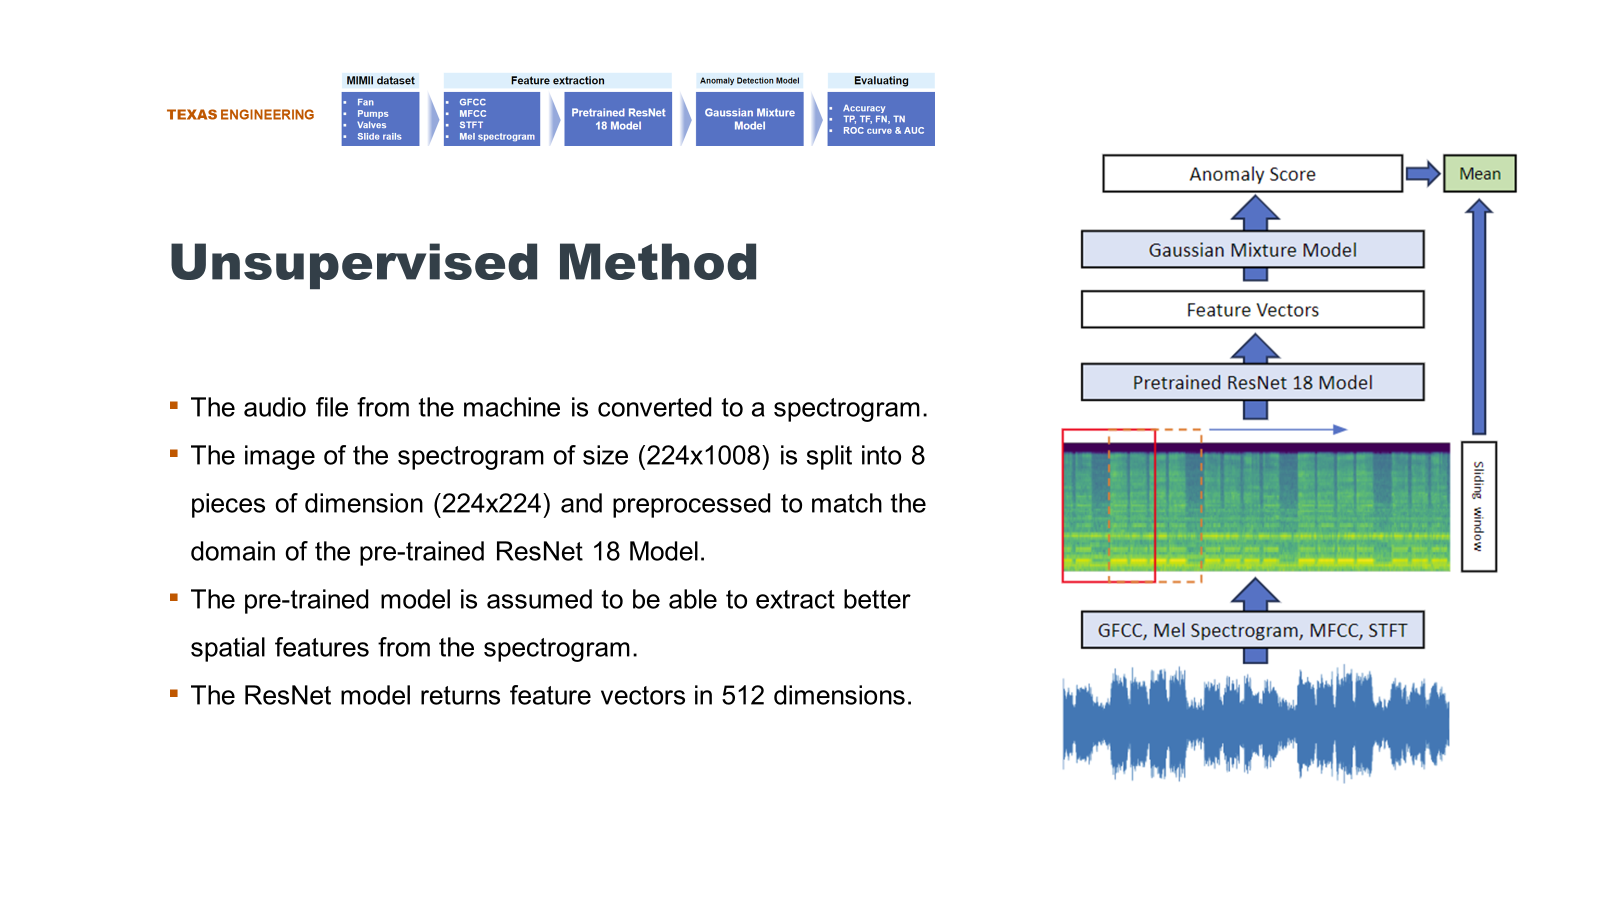 TEXAS ENGINEERING
MIMII dataset
▪ Fan
▪ Pumps
▪ Valves
▪ Slide rails
Feature extraction
▪ GFCC
▪ MFCC
▪ STFT
▪ Mel spectrogram
Pretrained ResNet
18 Model
Anomaly Detection Model
Gaussian Mixture
Model
Evaluating
▪ Accuracy
▪ TP, TF, FN, TN
▪ ROC curve & AUC
Unsupervised Method
▪ The audio file from the machine is converted to a spectrogram.
▪ The image of the spectrogram of size (224x1008) is split into 8
pieces of dimension (224x224) and preprocessed to match the
domain of the pre-trained ResNet 18 Model.
▪ The pre-trained model is assumed to be able to extract better
spatial features from the spectrogram.
▪ The ResNet model returns feature vectors in 512 dimensions.
Anomaly Score
Mean
Gaussian Mixture Model
Feature Vectors
Pretrained ResNet 18 Model
Sliding window
GFCC, Mel Spectrogram, MFCC, STFT